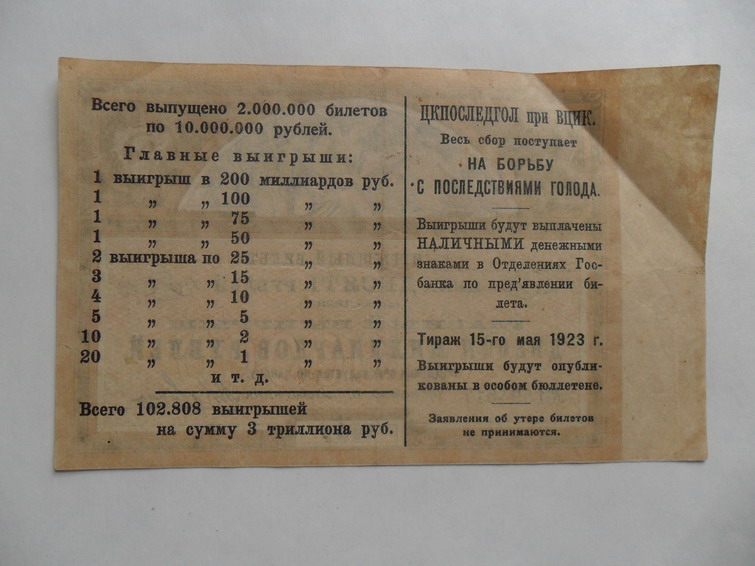 Всего выпущено 2.000.000 билетов
по 10.000.000 рублей.
Главные выигрыши:
1 выигрыш в 200 миллиардов руб.
1 „ „ 100 „ „
1 „ „ 75 „ „
1 „ „ 50 „ „
2 выигрыша по 25 „ „
3 „ „ 15 „ „
4 „ „ 10 „ „
5 „ „ 5 „ „
10 „ „ 2 „ „
20 „ „ 1 „ „
и т. д.
Всего 102.808 выигрышей
на сумму 3 триллиона руб.
ЦКПОСЛЕДГОЛ при ВЦИК.
Весь сбор поступает
НА БОРЬБУ
С ПОСЛЕДСТВИЯМИ ГОЛОДА.
Выигрыши будут выплачены
НАЛИЧНЫМИ денежными
знаками в Отделениях Гос-
банка по пред'явлении би-
лета.
Тираж 15-го мая 1923 г.
Выигрыши будут опубли-
кованы в особом бюллетене.
Заявления об утере билетов
не принимаются.